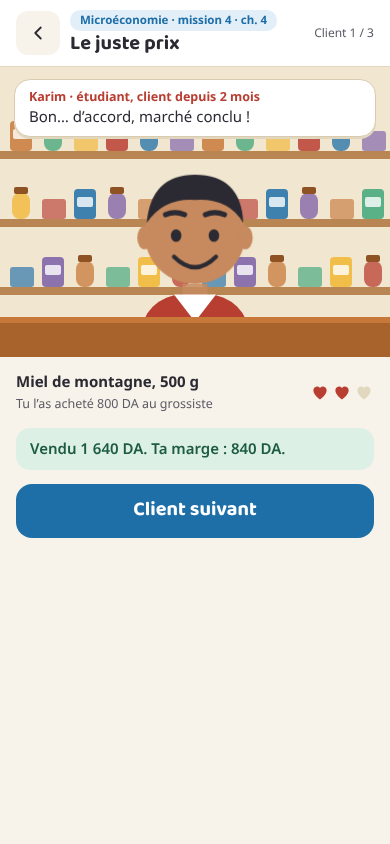 Microéconomie · mission 4 · ch. 4
Le juste prix
Client 1 / 3
Karim · étudiant, client depuis 2 mois
Bon… d’accord, marché conclu !
Miel de montagne, 500 g
Tu l’as acheté 800 DA au grossiste
Vendu 1 640 DA. Ta marge : 840 DA.
Client suivant